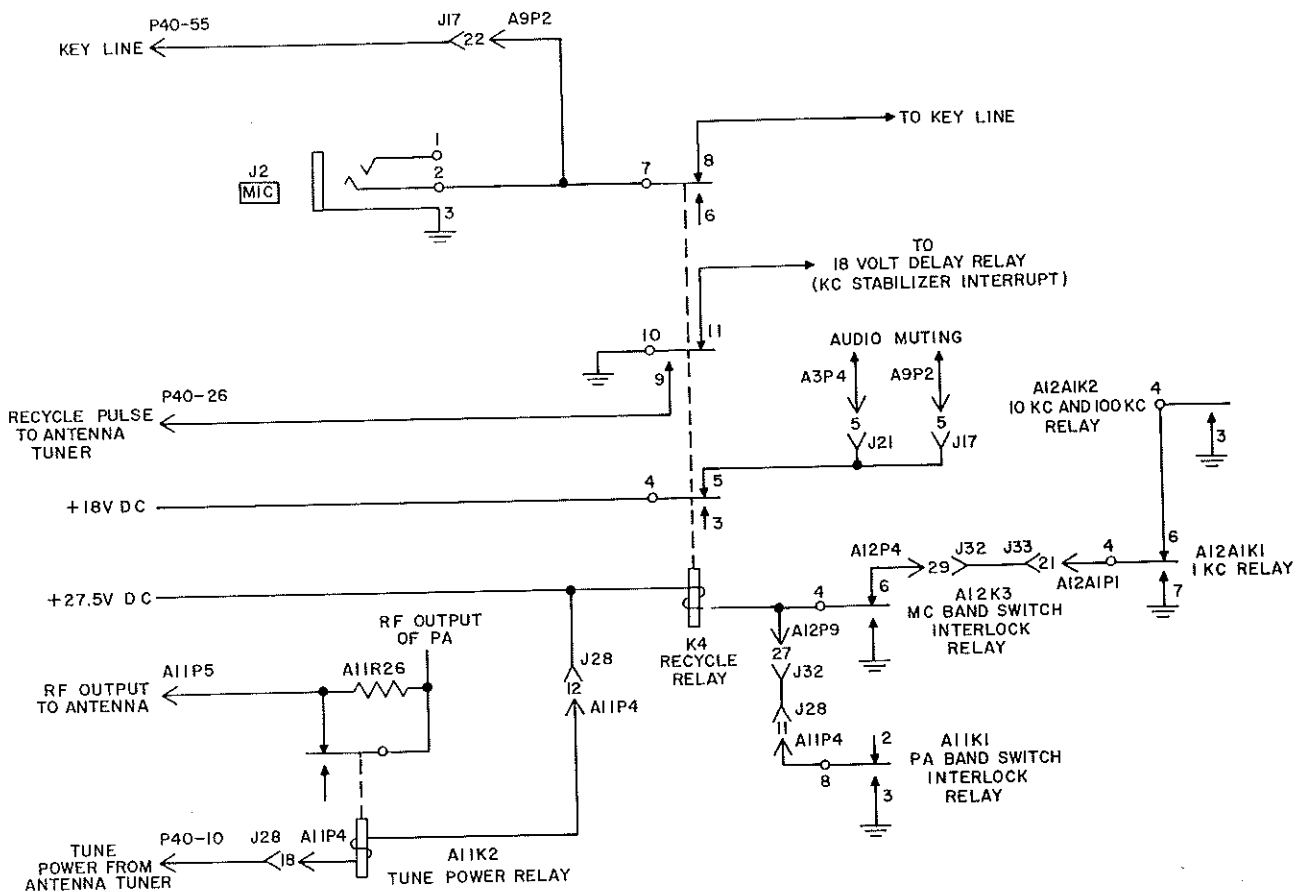 P40-55
J17
A9P2
KEY LINE
22
TO KEY LINE
1
8
J2
2
7
MIC
3
6
TO
18 VOLT DELAY RELAY
(KC STABILIZER INTERRUPT)
10
11
AUDIO MUTING
9
A3P4
A9P2
A12A1K2
4
10 KC AND 100 KC
RELAY
P40-26
RECYCLE PULSE
TO ANTENNA
TUNER
5
5
3
J21
J17
4
5
+18V DC
3
A12P4
J32
J33
4
6
A12A1K1
1 KC RELAY
29
21
A12A1P1
7
+27.5V DC
4
6
A12K3
MC BAND SWITCH
INTERLOCK
RELAY
RF OUTPUT
OF PA
A12P9
K4
RECYCLE
RELAY
27
J32
A11P5
A11R26
J28
12
RF OUTPUT
TO ANTENNA
A11P4
J28
11
A11P4
2
A11K1
PA BAND SWITCH
INTERLOCK
RELAY
8
3
P40-10
J28
A11P4
TUNE
POWER FROM
ANTENNA TUNER
18
A11K2
TUNE POWER RELAY